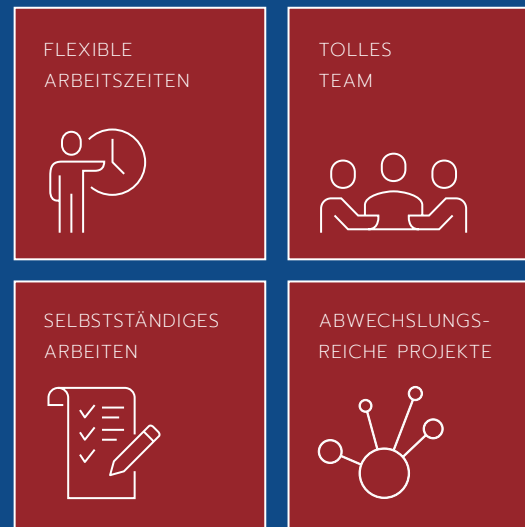 FLEXIBLE
ARBEITSZEITEN
TOLLES
TEAM
SELBSTSTÄNDIGES
ARBEITEN
ABWECHSLUNGS-
REICHE PROJEKTE